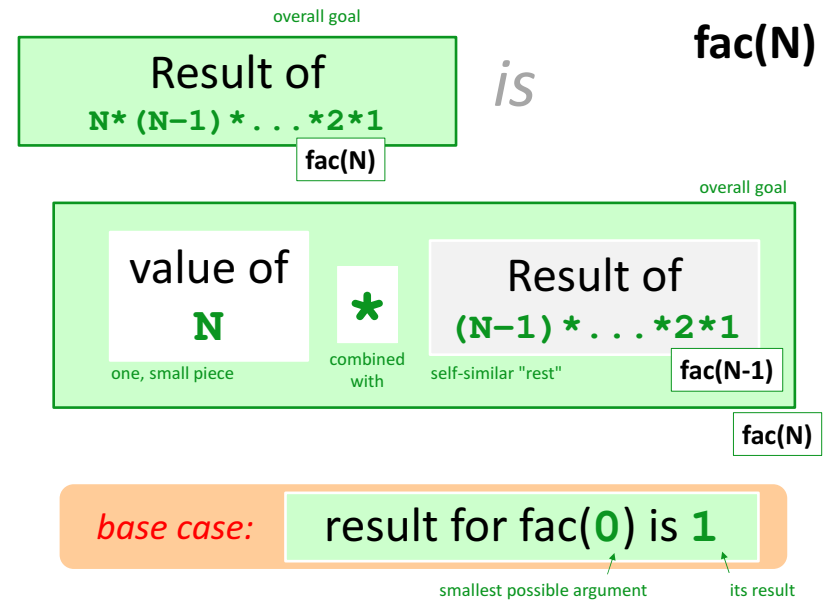 overall goal
fac(N)
Result of
is
N*(N-1)*...*2*1
fac(N)
overall goal
value of
N
*
Result of
(N-1)*...*2*1
one, small piece
combined
with
self-similar "rest"
fac(N-1)
fac(N)
base case:
result for fac(0) is 1
smallest possible argument
its result